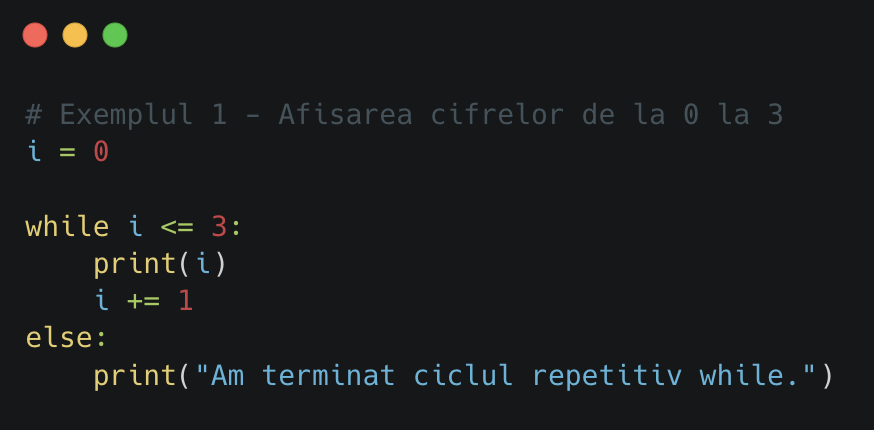 # Exemplul 1 - Afisarea cifrelor de la 0 la 3
i = 0
while i <= 3:
    print(i)
    i += 1
else:
    print("Am terminat ciclul repetitiv while.")